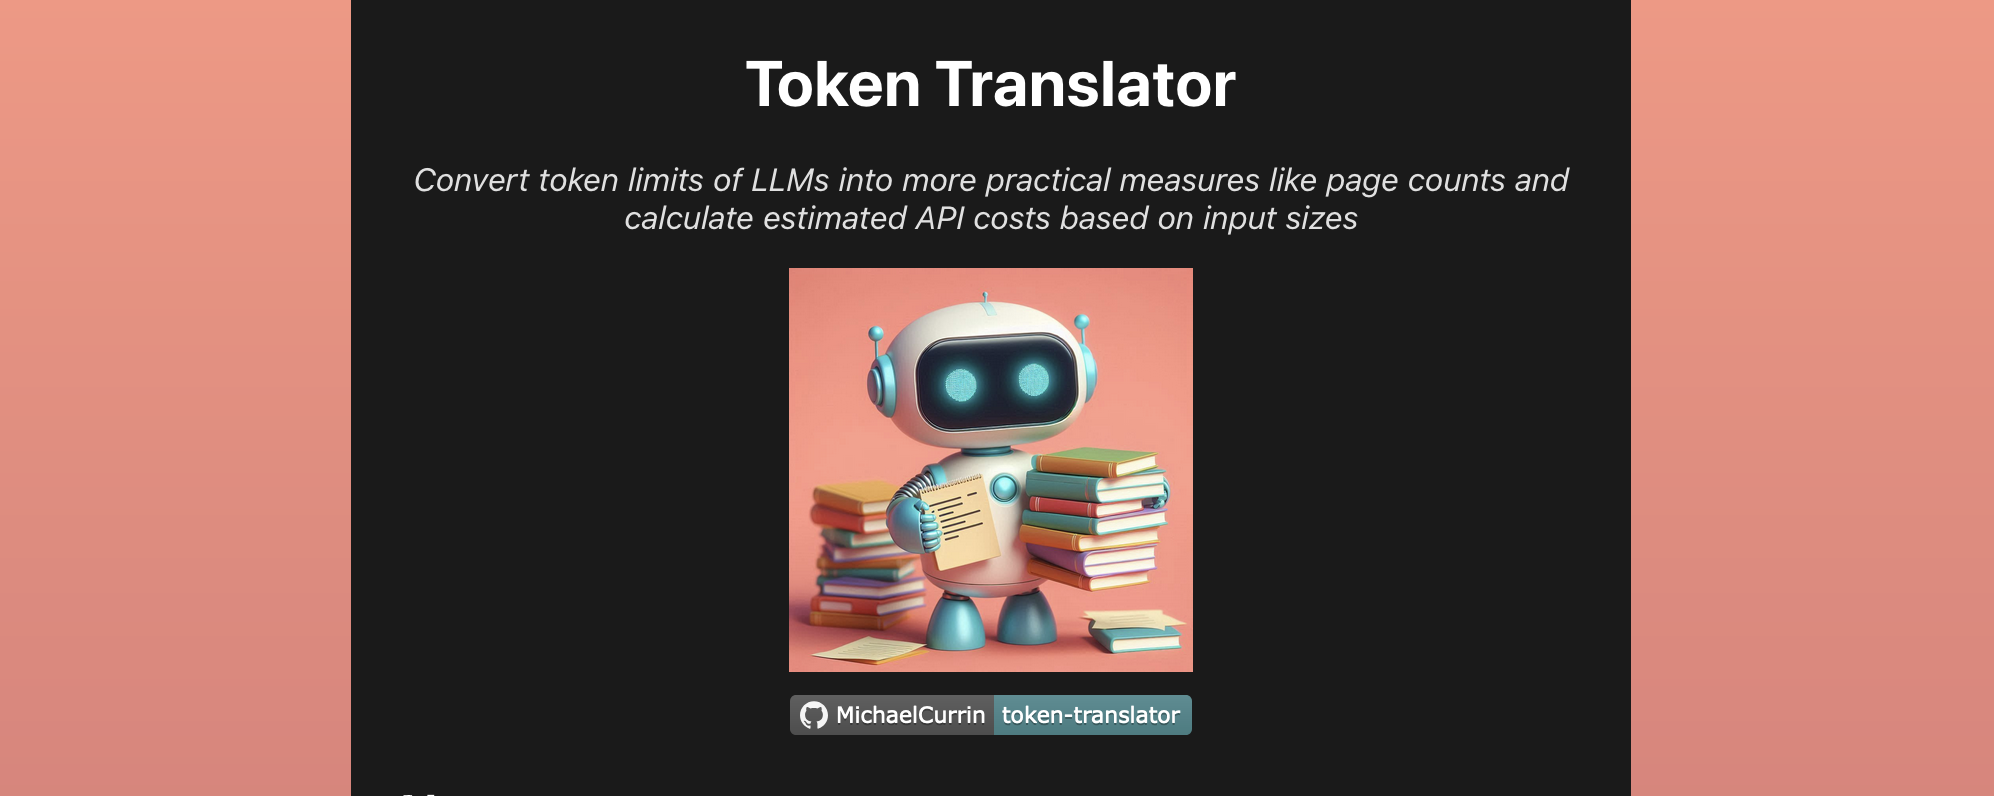 Token Translator
Convert token limits of LLMs into more practical measures like page counts and
calculate estimated API costs based on input sizes
MichaelCurrin token-translator